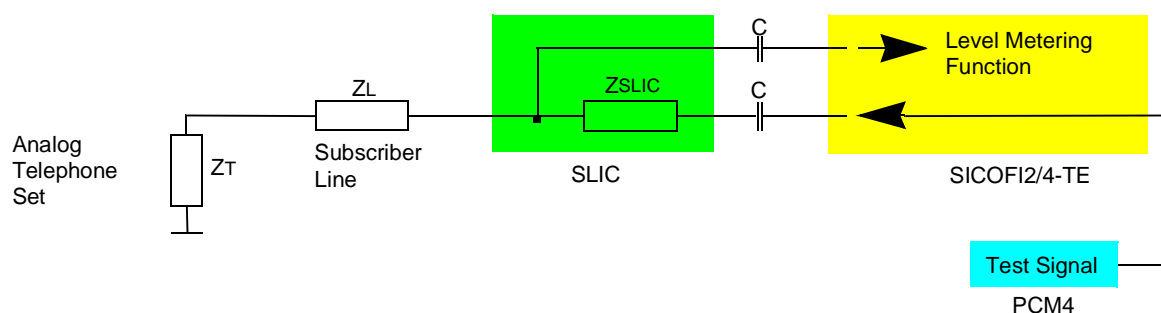 C
Level Metering
Function
ZL
ZSLIC
C
Analog
Telephone
Set
ZT
Subscriber
Line
SLIC
SICOFI2/4-TE
Test Signal
PCM4